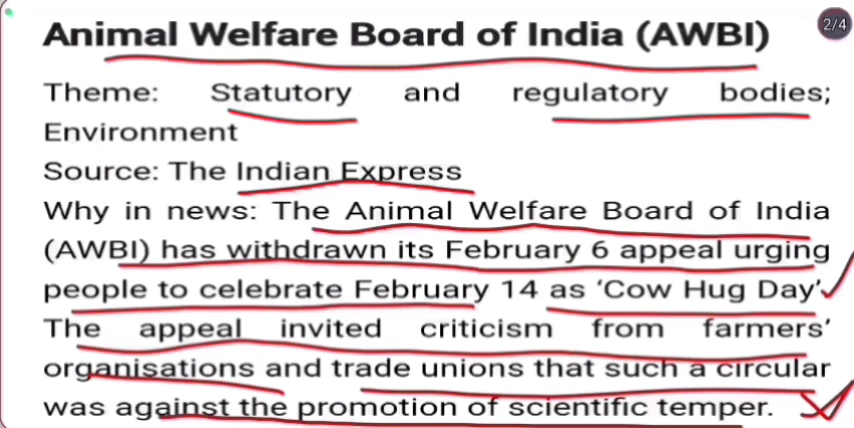 Animal Welfare Board of India (AWBI)
2/4
Theme: Statutory and regulatory bodies;
Environment
Source: The Indian Express
Why in news: The Animal Welfare Board of India
(AWBI) has withdrawn its February 6 appeal urging
people to celebrate February 14 as ‘Cow Hug Day’.
The appeal invited criticism from farmers’
organisations and trade unions that such a circular
was against the promotion of scientific temper.